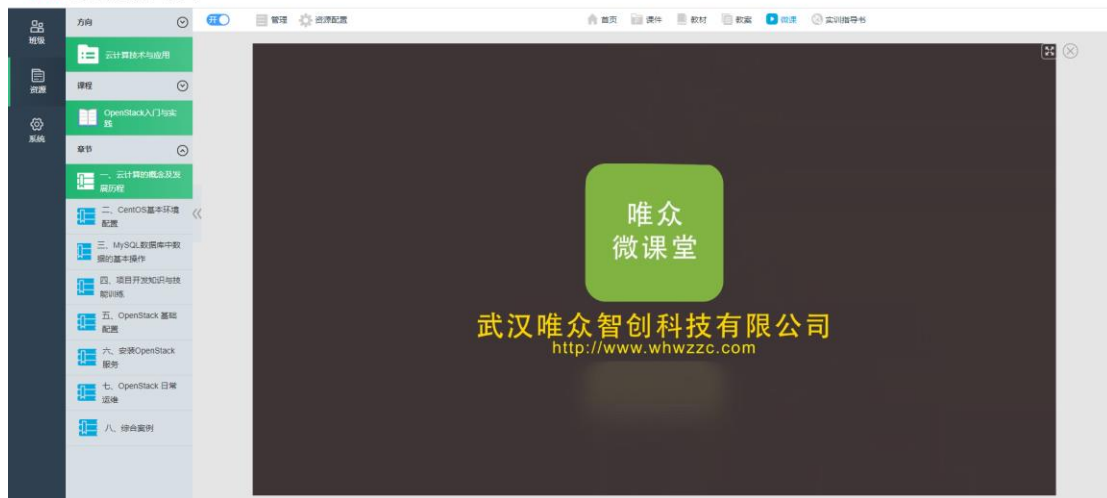 班级
资源
系统
方向
云计算技术与应用
课程
OpenStack入门与实
践
章节
一、云计算的概念及发
展历程
二、CentOS基本环境
配置
三、MySQL数据库中数
据的基本操作
四、项目开发知识与技
能训练
五、OpenStack 基础
配置
六、安装OpenStack
服务
七、OpenStack 日常
运维
八、综合案例
开
管理
资源配置
首页
课件
教材
教案
微课
实训指导书
唯众
微课堂
武汉唯众智创科技有限公司
http://www.whwzzc.com